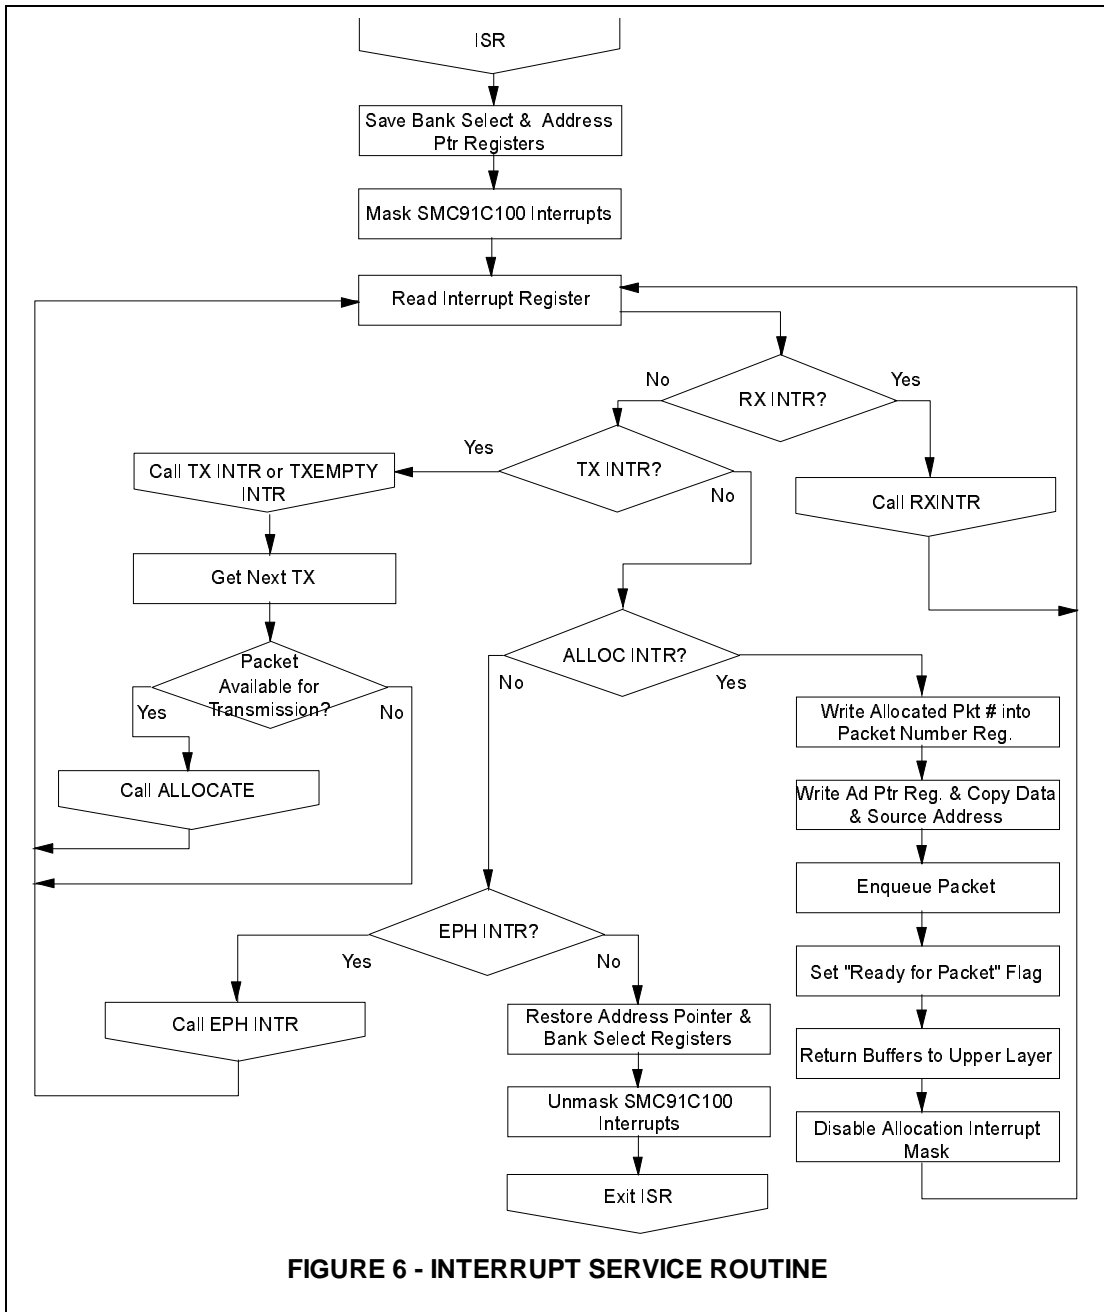 ISR
Save Bank Select & Address
Ptr Registers
Mask SMC91C100 Interrupts
Read Interrupt Register
No
Yes
RX INTR?
Yes
TX INTR?
No
Call TX INTR or TXEMPTY
INTR
Call RXINTR
Get Next TX
ALLOC INTR?
No
Yes
Packet
Available for
Transmission?
Yes
No
Write Allocated Pkt # into
Packet Number Reg.
Call ALLOCATE
Write Ad Ptr Reg. & Copy Data
& Source Address
Enqueue Packet
EPH INTR?
Yes
No
Set "Ready for Packet" Flag
Call EPH INTR
Restore Address Pointer &
Bank Select Registers
Return Buffers to Upper Layer
Unmask SMC91C100
Interrupts
Disable Allocation Interrupt
Mask
Exit ISR
FIGURE 6 - INTERRUPT SERVICE ROUTINE